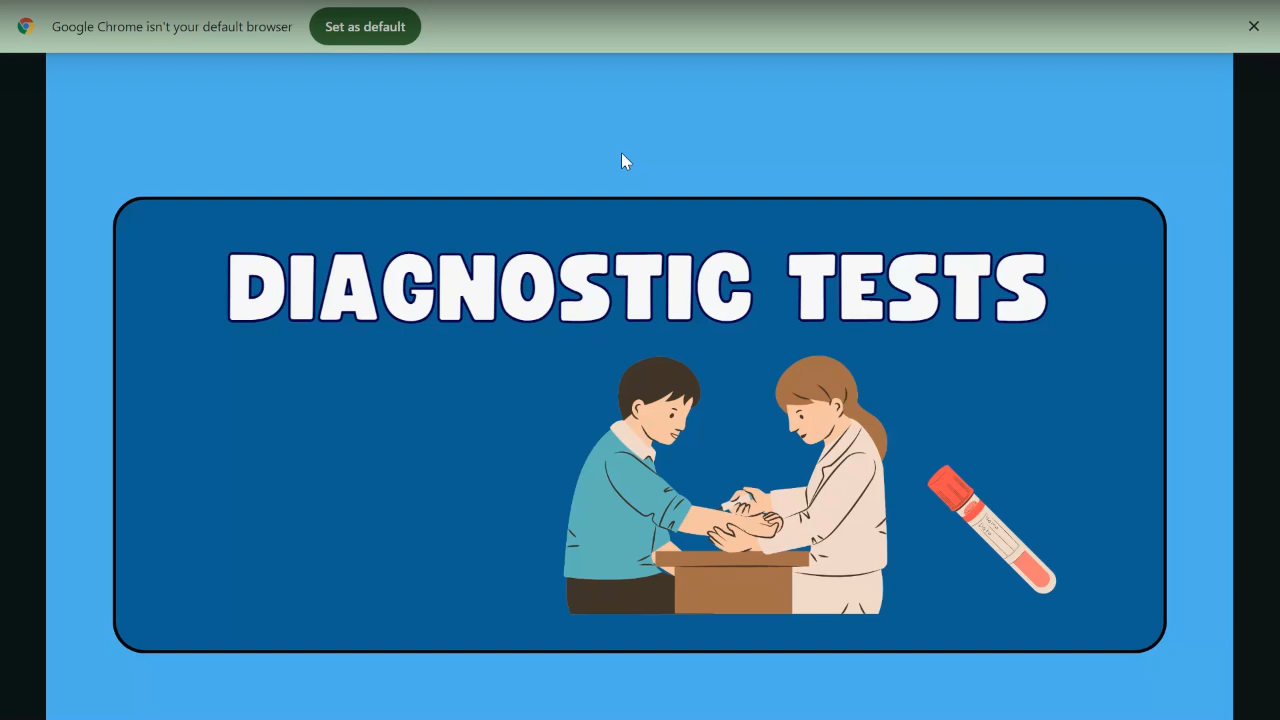 Google Chrome isn't your default browser
Set as default
DIAGNOSTIC TESTS